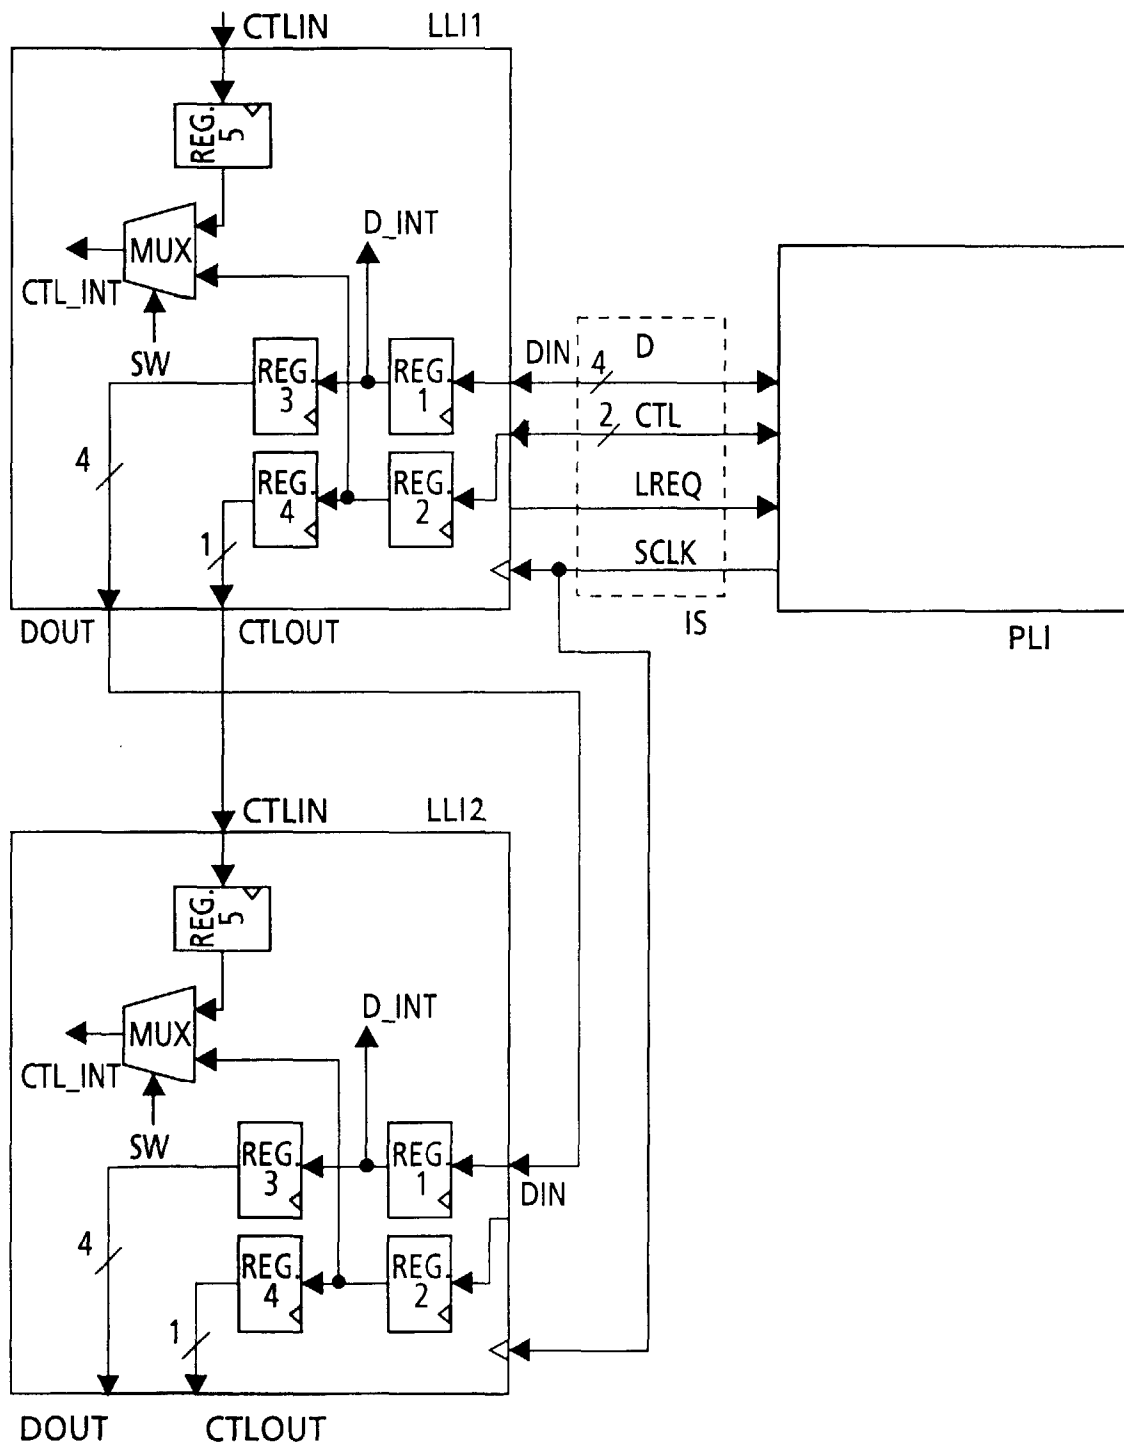 CTLIN
LLI1
REG.
5
MUX
D_INT
CTL_INT
SW
REG.
3
REG.
1
DIN
D
4
2
CTL
4
REG.
4
REG.
2
LREQ
1
SCLK
DOUT
CTLOUT
IS
PLI
CTLIN
LLI2
REG.
5
MUX
D_INT
CTL_INT
SW
REG.
3
REG.
1
DIN
4
REG.
4
REG.
2
1
DOUT
CTLOUT